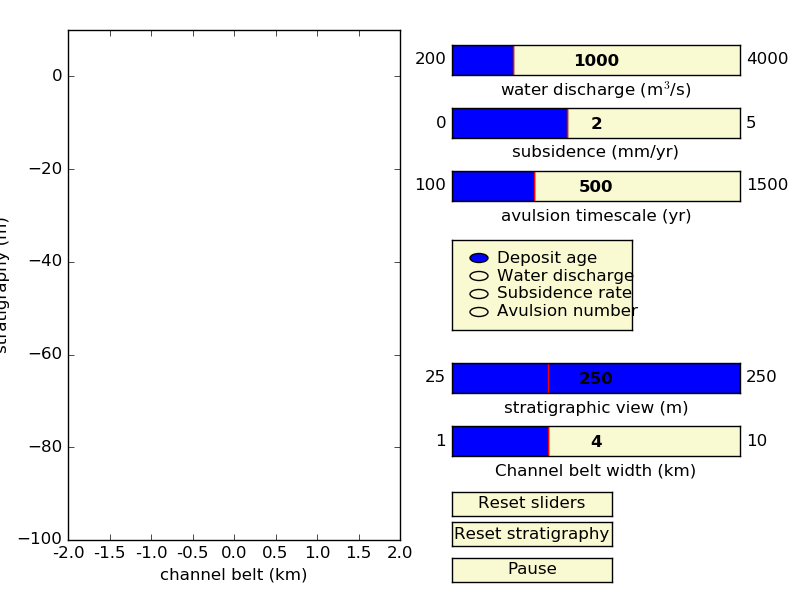 0
−20
−40
−60
−80
−100
-2.0 -1.5 -1.0 -0.5 0.0 0.5 1.0 1.5 2.0
channel belt (km)
stratigraphy (m)
200 1000 4000
water discharge (m³/s)
0 2 5
subsidence (mm/yr)
100 500 1500
avulsion timescale (yr)
Deposit age
Water discharge
Subsidence rate
Avulsion number
25 250 250
stratigraphic view (m)
1 4 10
Channel belt width (km)
Reset sliders
Reset stratigraphy
Pause